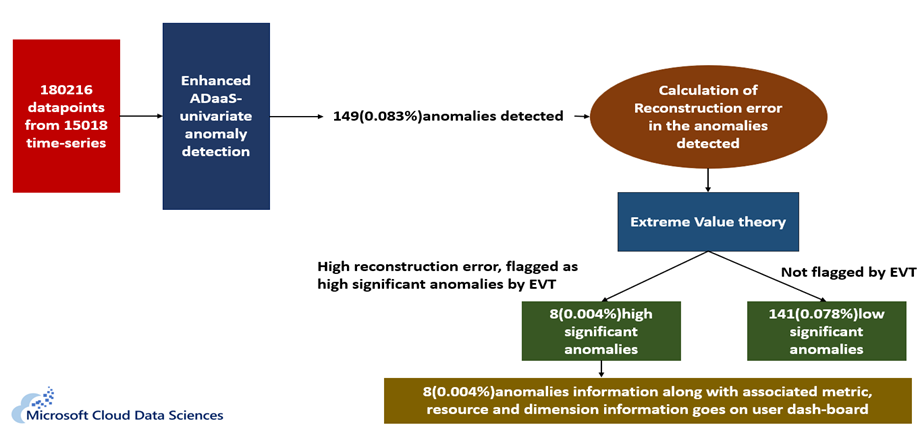 180216
datapoints
from 15018
time-series
Enhanced
ADaaS-
univariate
anomaly
detection
149(0.083%)anomalies detected
Calculation of
Reconstruction error
in the anomalies
detected
Extreme Value theory
High reconstruction error, flagged as
high significant anomalies by EVT
Not flagged by EVT
8(0.004%)high
significant
anomalies
141(0.078%)low
significant
anomalies
8(0.004%)anomalies information along with associated metric,
resource and dimension information goes on user dash-board
Microsoft Cloud Data Sciences